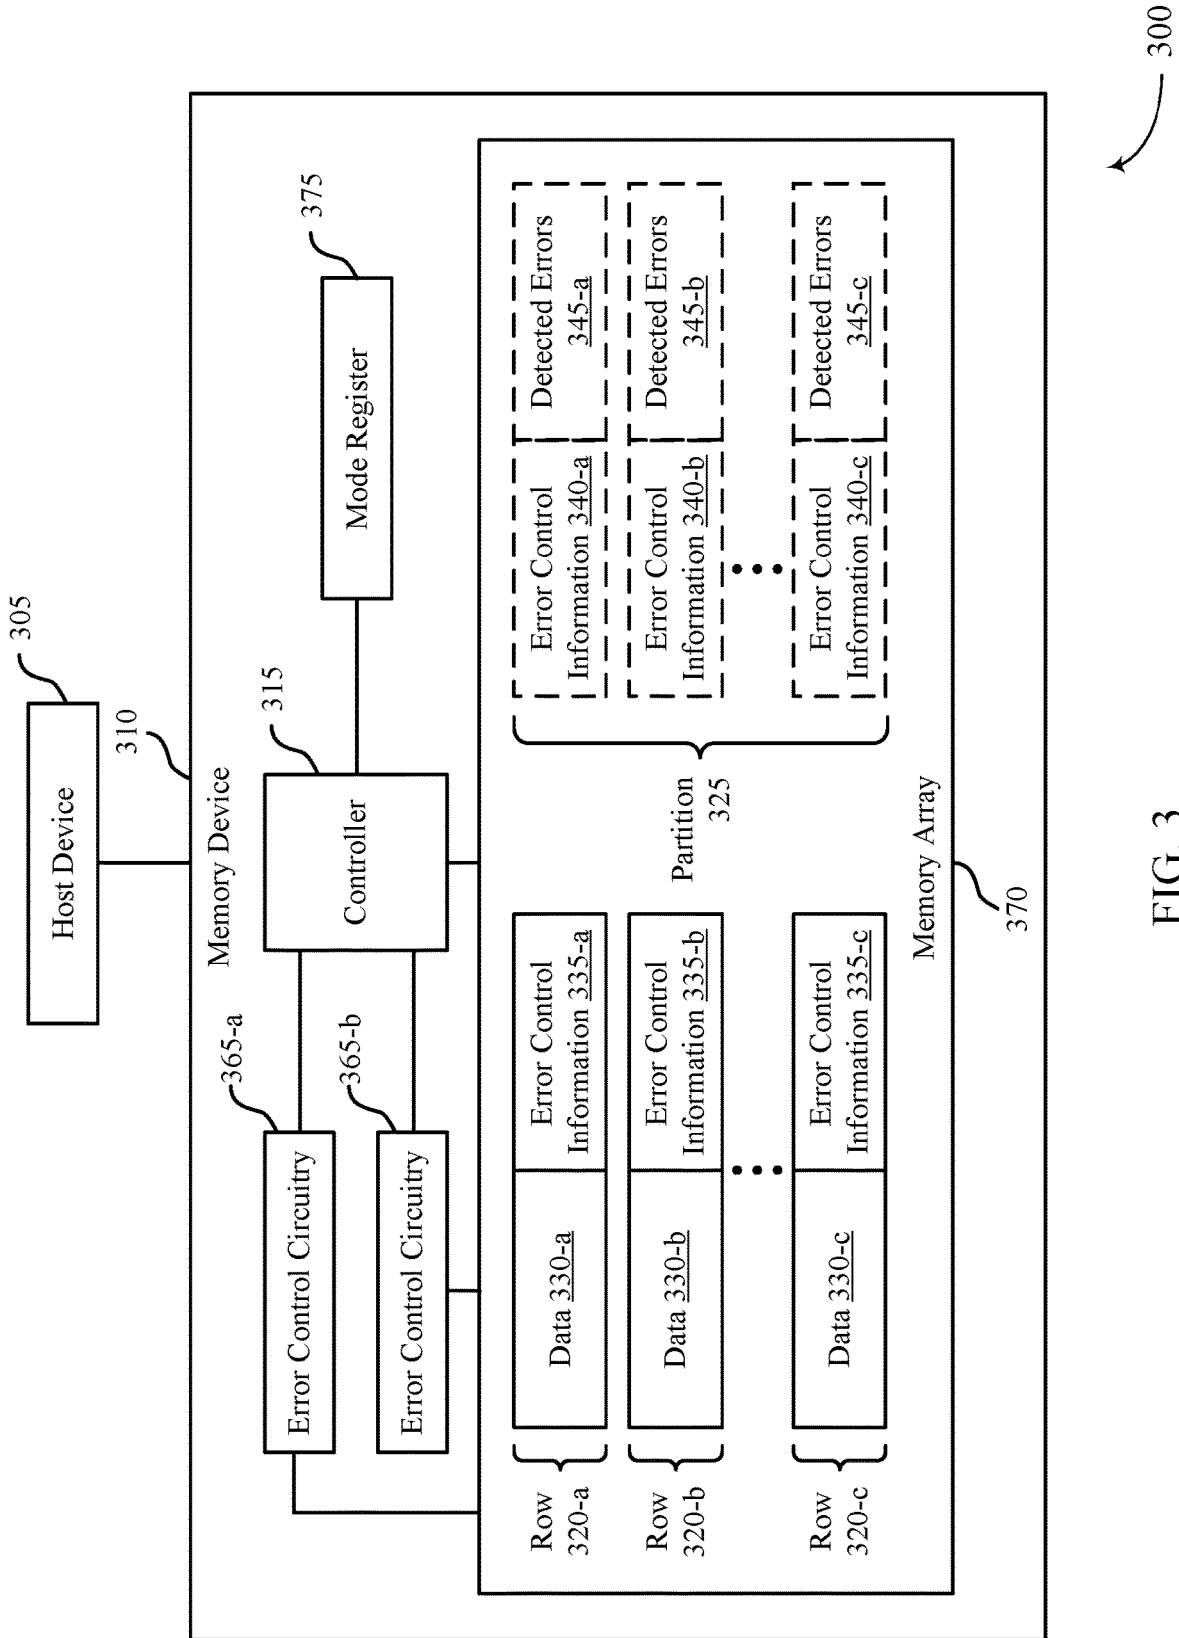 300
Host Device
305
310
Memory Device
365-a
Error Control Circuitry
365-b
Error Control Circuitry
315
Controller
375
Mode Register
Row
320-a
Data 330-a
Error Control
Information 335-a
Error Control
Information 340-a
Detected Errors
345-a
Row
320-b
Data 330-b
Error Control
Information 335-b
Error Control
Information 340-b
Detected Errors
345-b
Row
320-c
Data 330-c
Error Control
Information 335-c
Error Control
Information 340-c
Detected Errors
345-c
Partition
325
Memory Array
370
FIG. 3